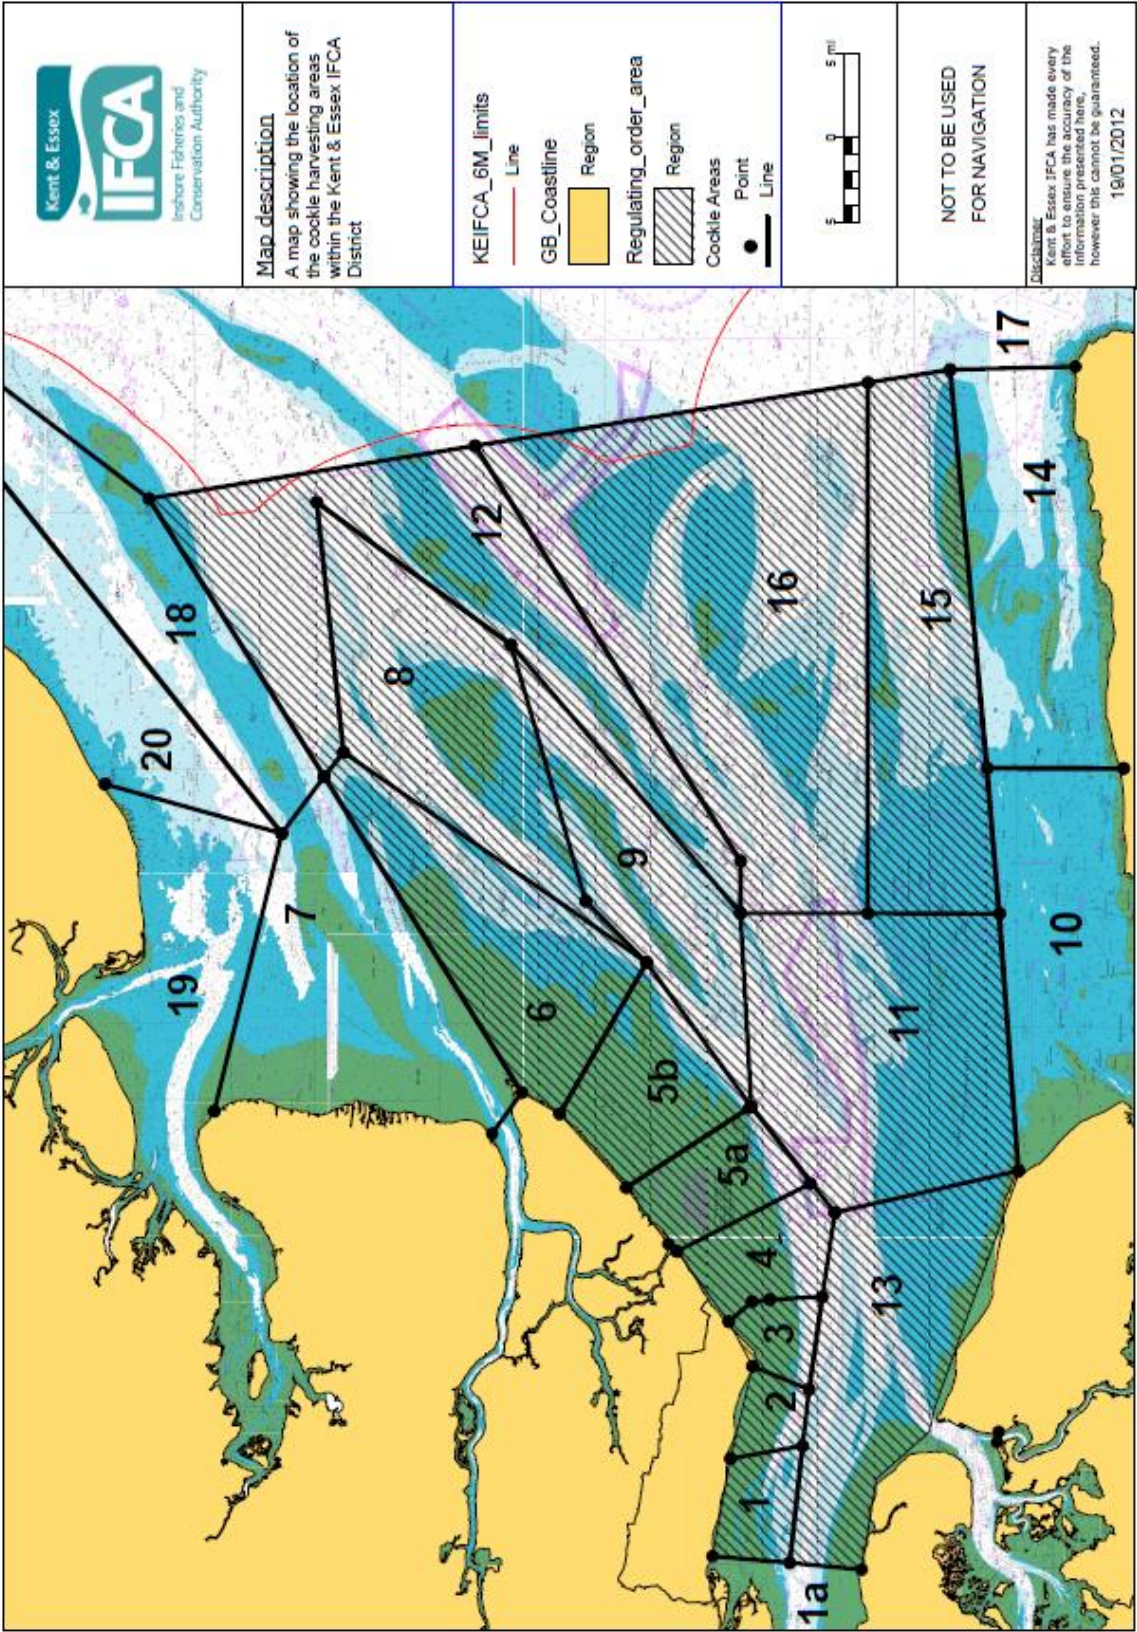 Kent & Essex
IFCA
Inshore Fisheries and
Conservation Authority
Map description
A map showing the location of
the cockle harvesting areas
within the Kent & Essex IFCA
District
KEIFCA_6M_limits
Line
GB_Coastline
Region
Regulating_order_area
Region
Cockle Areas
Point
Line
5 0 5 mi
NOT TO BE USED
FOR NAVIGATION
Disclaimer
Kent & Essex IFCA has made every
effort to ensure the accuracy of the
information presented here,
however this cannot be guaranteed.
19/01/2012
20
18
19
7
8
12
6
9
16
5b
5a
15
17
14
4
11
10
3
2
13
1
1a